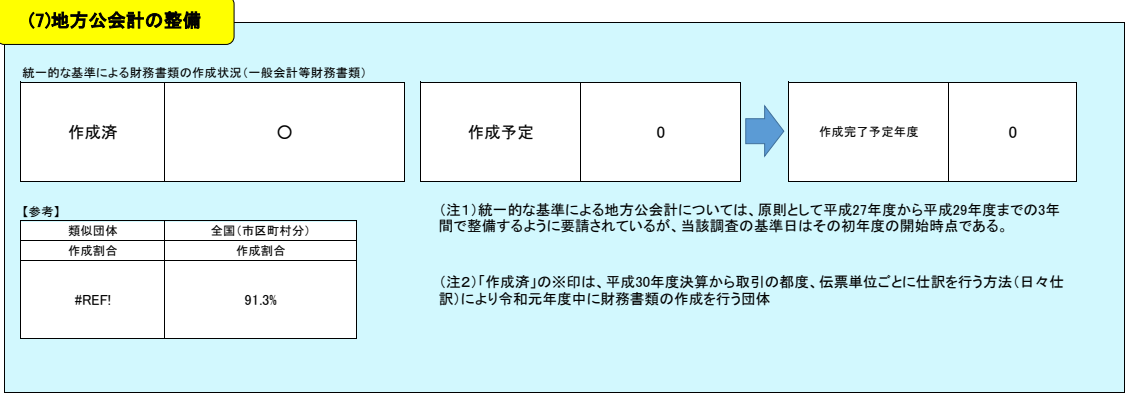 (7)地方公会計の整備
統一的な基準による財務書類の作成状況(一般会計等財務書類)
作成済
〇
作成予定
0
作成完了予定年度
0
【参考】
類似団体
全国(市区町村分)
作成割合
作成割合
#REF!
91.3%
(注1)統一的な基準による地方公会計については、原則として平成27年度から平成29年度までの3年
間で整備するように要請されているが、当該調査の基準日はその初年度の開始時点である。
(注2)「作成済」の※印は、平成30年度決算から取引の都度、伝票単位ごとに仕訳を行う方法(日々仕
訳)により令和元年度中に財務書類の作成を行う団体